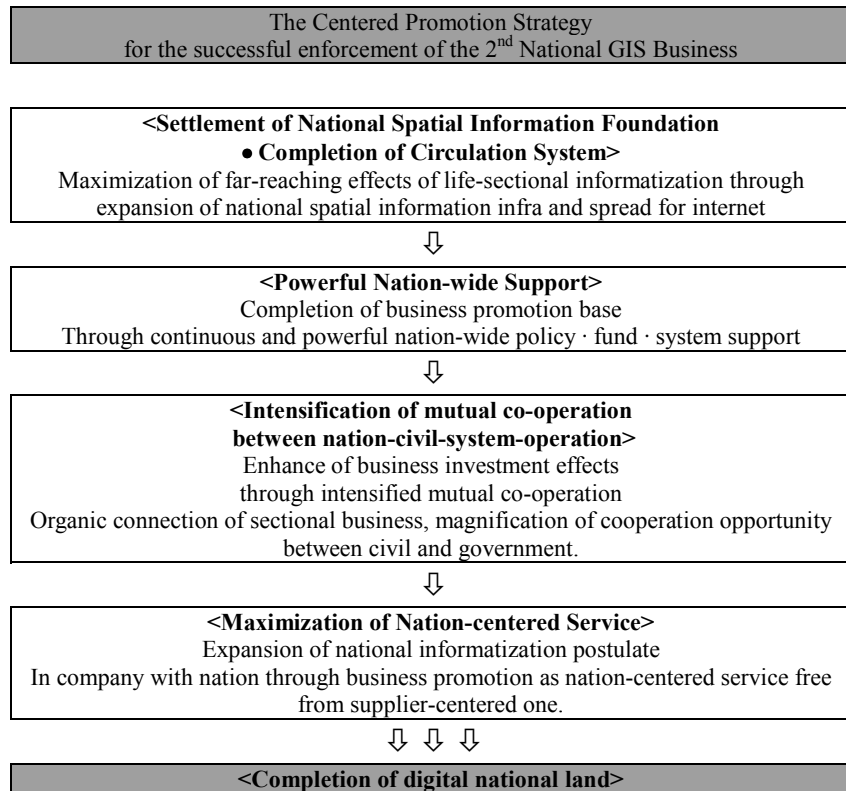 The Centered Promotion Strategy
for the successful enforcement of the 2nd National GIS Business
<Settlement of National Spatial Information Foundation
● Completion of Circulation System>
Maximization of far-reaching effects of life-sectional informatization through
expansion of national spatial information infra and spread for internet
<Powerful Nation-wide Support>
Completion of business promotion base
Through continuous and powerful nation-wide policy · fund · system support
<Intensification of mutual co-operation
between nation-civil-system-operation>
Enhance of business investment effects
through intensified mutual co-operation
Organic connection of sectional business, magnification of cooperation opportunity
between civil and government.
<Maximization of Nation-centered Service>
Expansion of national informatization postulate
In company with nation through business promotion as nation-centered service free
from supplier-centered one.
<Completion of digital national land>